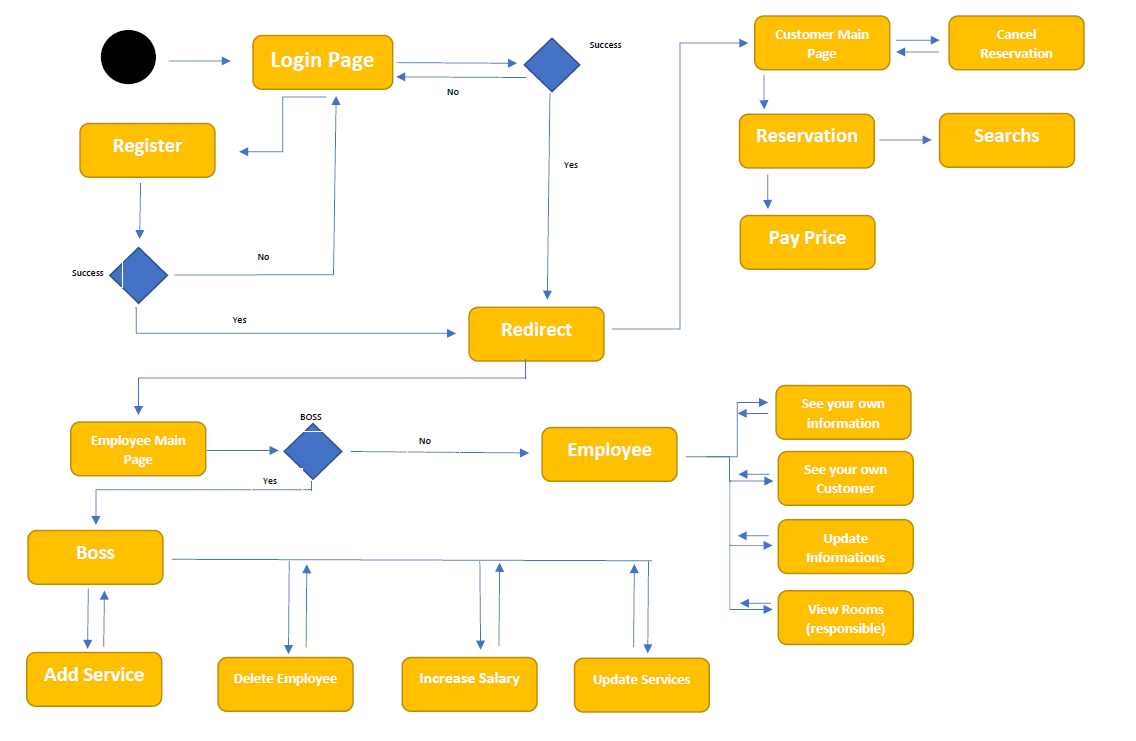 Login Page
Success
No
Customer Main
Page
Cancel
Reservation
Register
Yes
Reservation
Searchs
Success
No
Pay Price
Yes
Redirect
Employee Main
Page
BOSS
No
Yes
Employee
See your own
information
See your own
Customer
Update
Informations
View Rooms
(responsible)
Boss
Add Service
Delete Employee
Increase Salary
Update Services